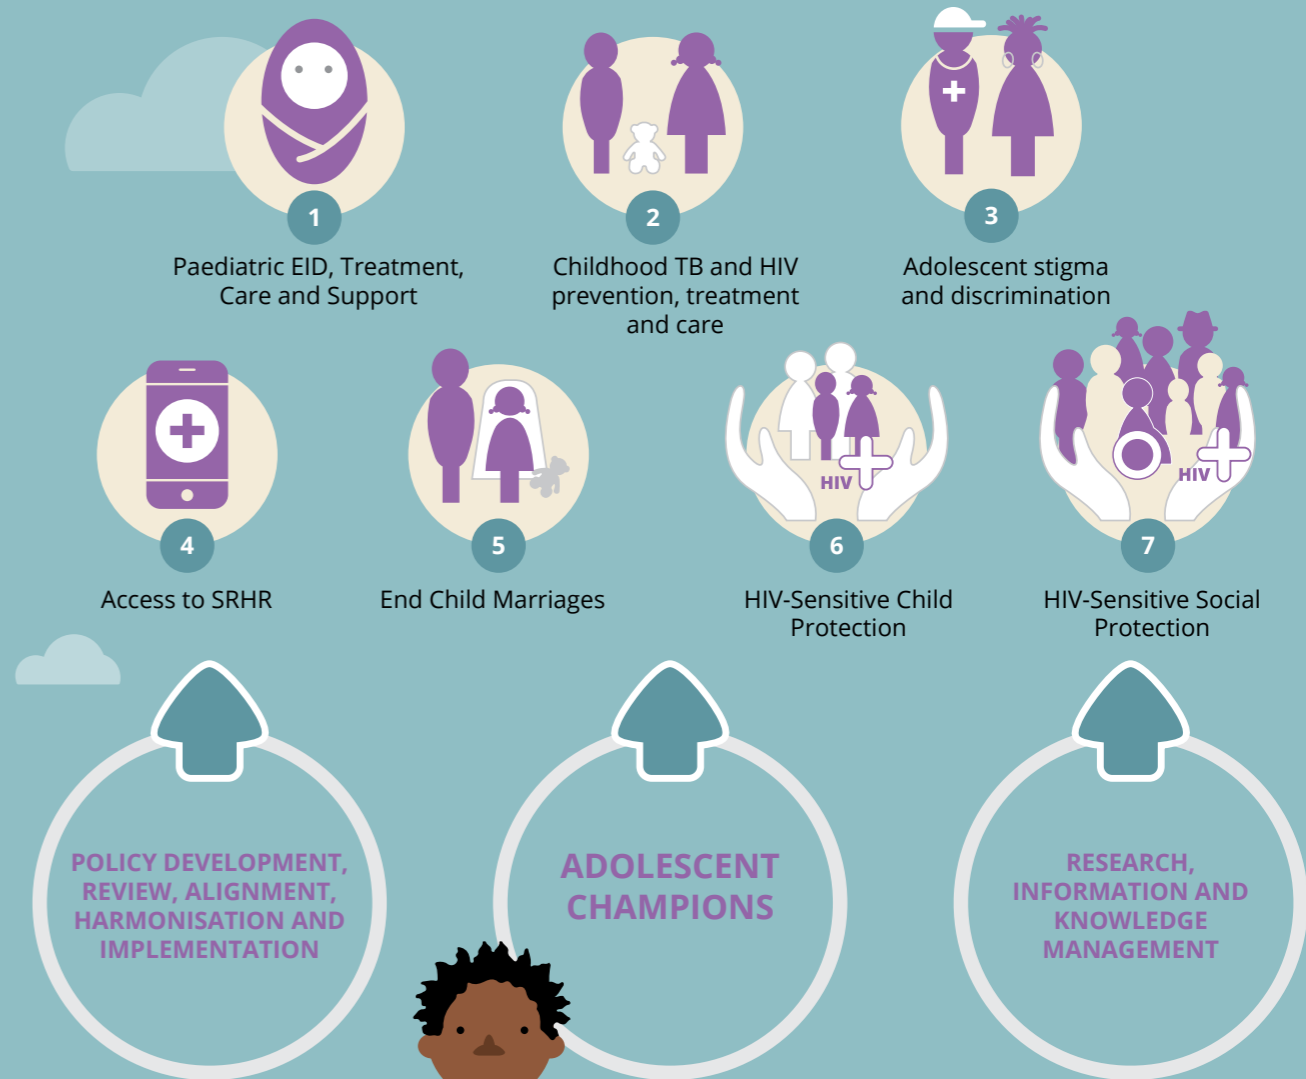 1
Paediatric EID, Treatment,
Care and Support
2
Childhood TB and HIV
prevention, treatment
and care
3
Adolescent stigma
and discrimination
4
Access to SRHR
5
End Child Marriages
HIV
6
HIV-Sensitive Child
Protection
HIV
7
HIV-Sensitive Social
Protection
POLICY DEVELOPMENT,
REVIEW, ALIGNMENT,
HARMONISATION AND
IMPLEMENTATION
ADOLESCENT
CHAMPIONS
RESEARCH,
INFORMATION AND
KNOWLEDGE
MANAGEMENT